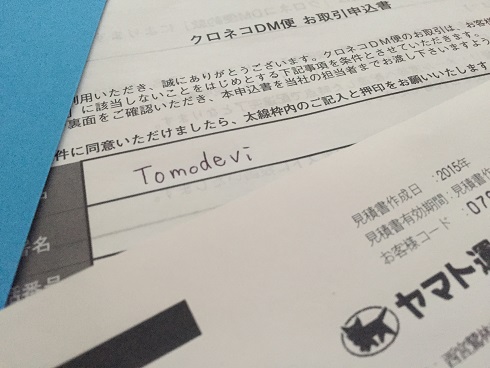 クロネコDM便 お取引申込書
利用いただき、誠にありがとうございます。クロネコDM便のお取引は、お客様
に該当しないことをはじめとする下記事項を条件とさせていただきます。
裏面をご確認いただき、本申込書を当社の担当者までお渡し下さいますよう
件に同意いただけましたら、太線枠内のご記入と押印をお願いいたします
Tomodevi
名
番号
見積書作成日 : 2015年
見積書有効期間 : 見積書
お客様コード : 079
ヤマト運
西宮